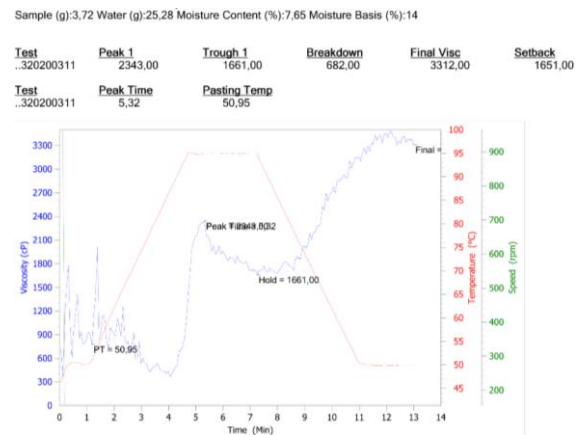 Sample (g):3,72 Water (g):25,28 Moisture Content (%):7,65 Moisture Basis (%):14
Test Peak 1 Trough 1 Breakdown Final Visc Setback
..320200311 2343,00 1661,00 682,00 3312,00 1651,00
Test Peak Time Pasting Temp
..320200311 5,32 50,95
Viscosity (cP)
3300
3000
2700
2400
2100
1800
1500
1200
900
600
300
0
PT = 50,95
Peak
Hold = 1661,00
Final =
0 1 2 3 4 5 6 7 8 9 10 11 12 13 14
Time (Min)
100
95
90
85
80
75
70
65
60
55
50
45
Temperature (°C)
900
800
700
600
500
400
300
200
Speed (rpm)